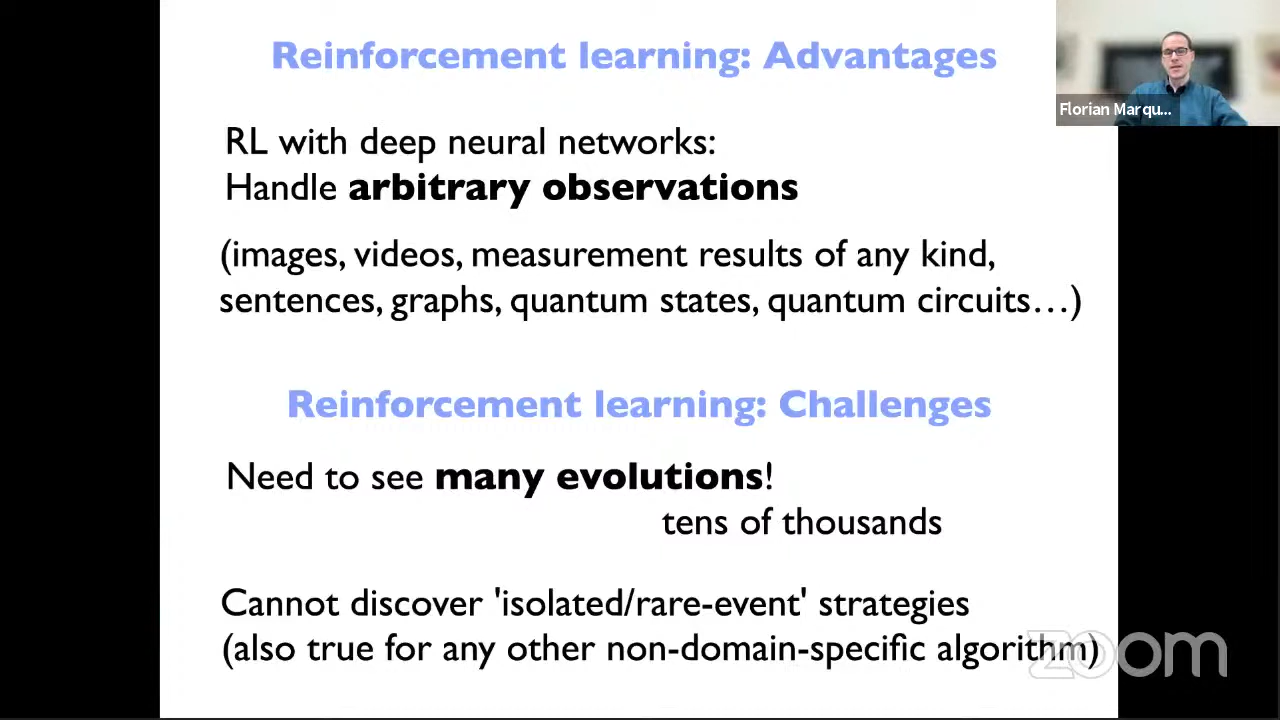 Reinforcement learning: Advantages
Florian Marqu...
RL with deep neural networks:
Handle arbitrary observations
(images, videos, measurement results of any kind,
sentences, graphs, quantum states, quantum circuits…)
Reinforcement learning: Challenges
Need to see many evolutions!
tens of thousands
Cannot discover 'isolated/rare-event' strategies
(also true for any other non-domain-specific algorithm)
zoom